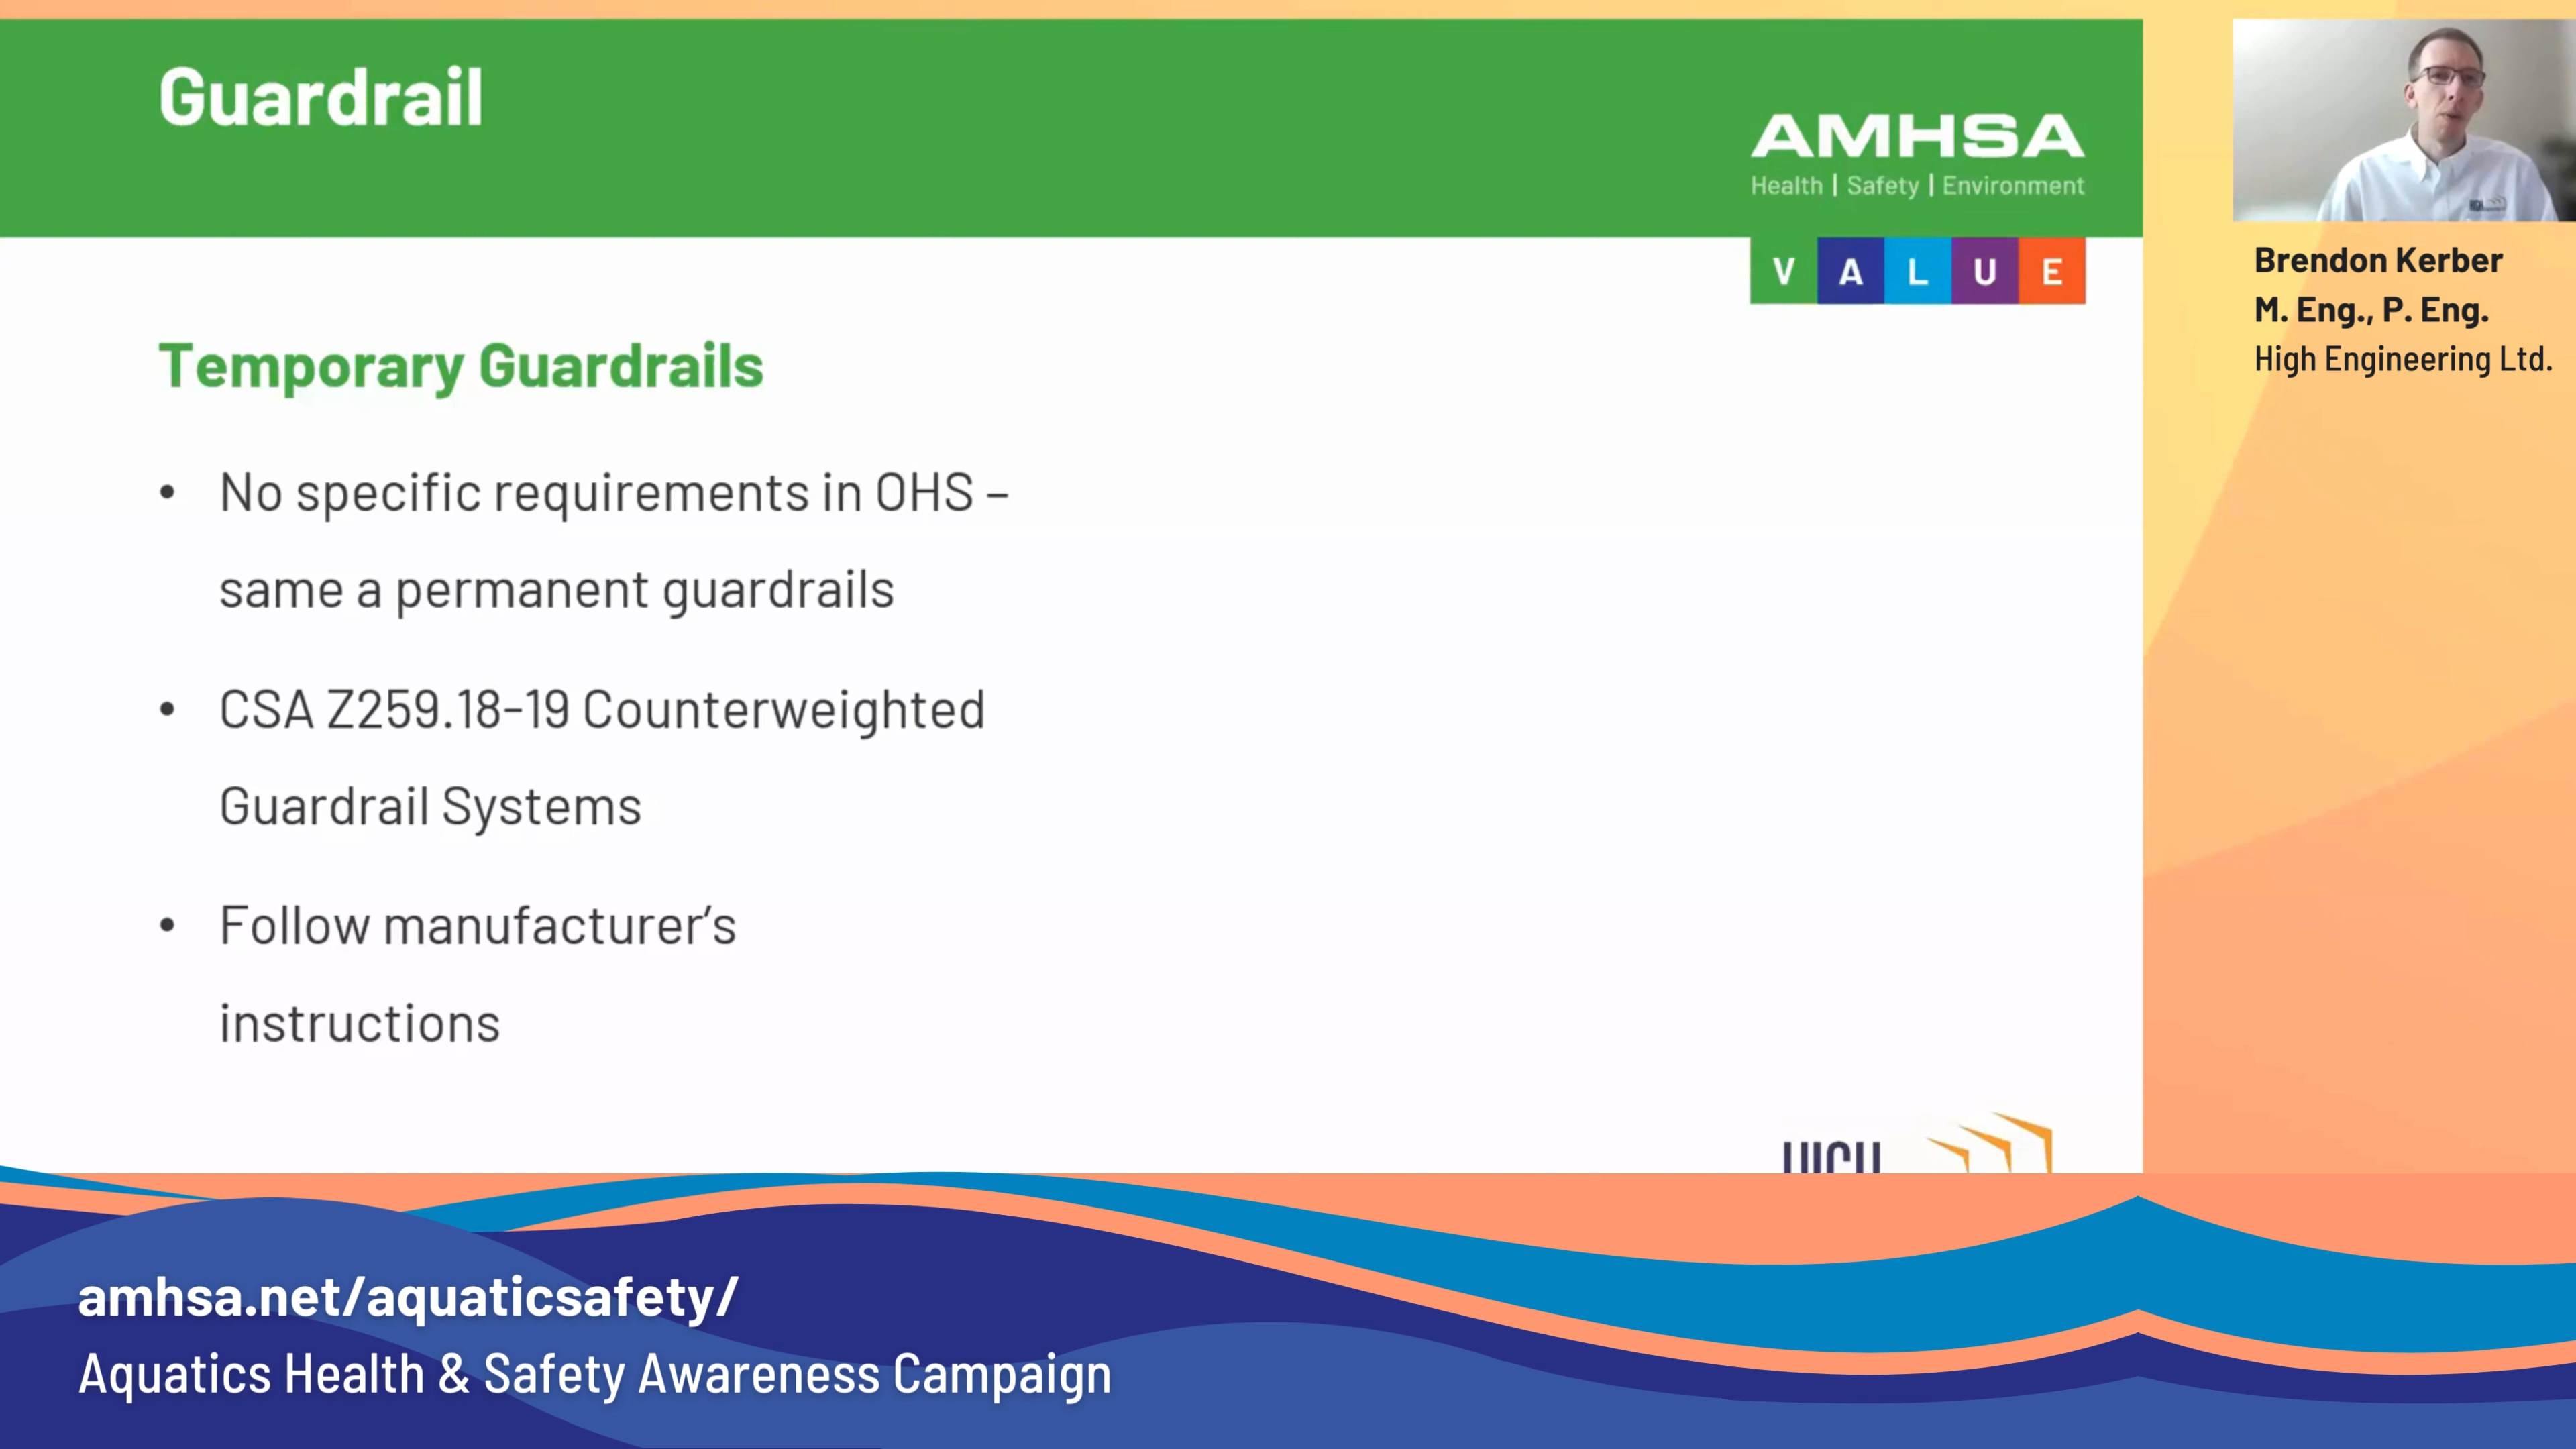 Guardrail
AMHSA
Health | Safety | Environment
V A L U E
Brendon Kerber
M. Eng., P. Eng.
High Engineering Ltd.
Temporary Guardrails
• No specific requirements in OHS –
same a permanent guardrails
• CSA Z259.18-19 Counterweighted
Guardrail Systems
• Follow manufacturer’s
instructions
amhsa.net/aquaticsafety/
Aquatics Health & Safety Awareness Campaign